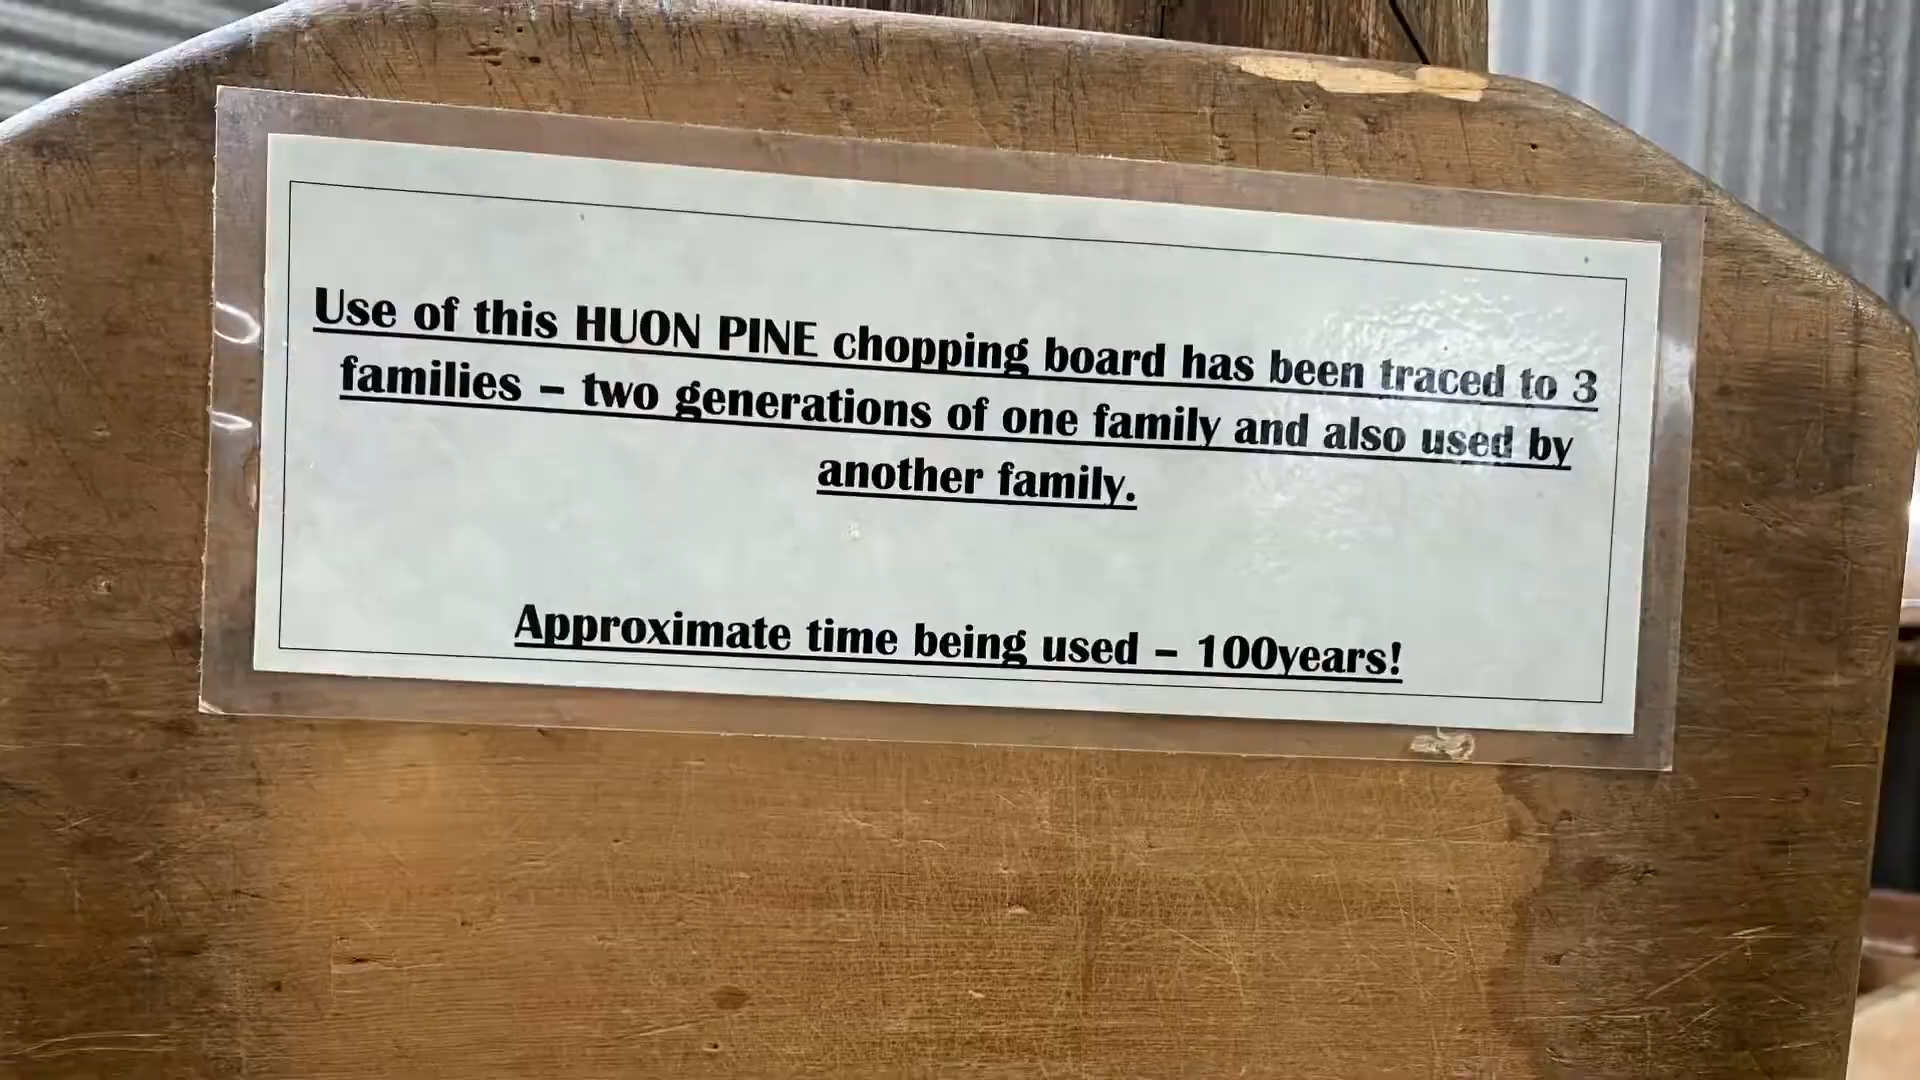 Use of this HUON PINE chopping board has been traced to 3
families – two generations of one family and also used by
another family.
Approximate time being used – 100years!